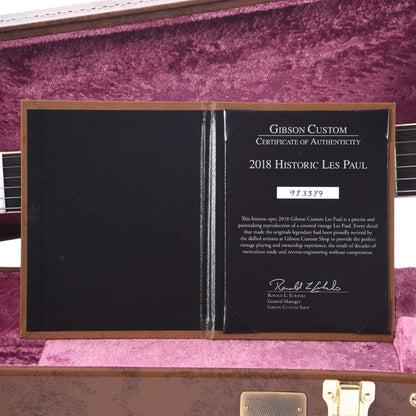 GIBSON CUSTOM
CERTIFICATE OF AUTHENTICITY
2018 HISTORIC LES PAUL
983389
This historic-spec 2018 Gibson Custom Les Paul is a precise and
painstaking reproduction of a coveted vintage Les Paul. Every detail
that made the originals legendary had been proudly revived by
the skilled artisans at Gibson Custom Shop to provide the perfect
vintage playing and ownership experience, the result of decades of
meticulous study and reverse-engineering without compromise.
RONALD L. EUBANKS
General Manager
GIBSON CUSTOM SHOP